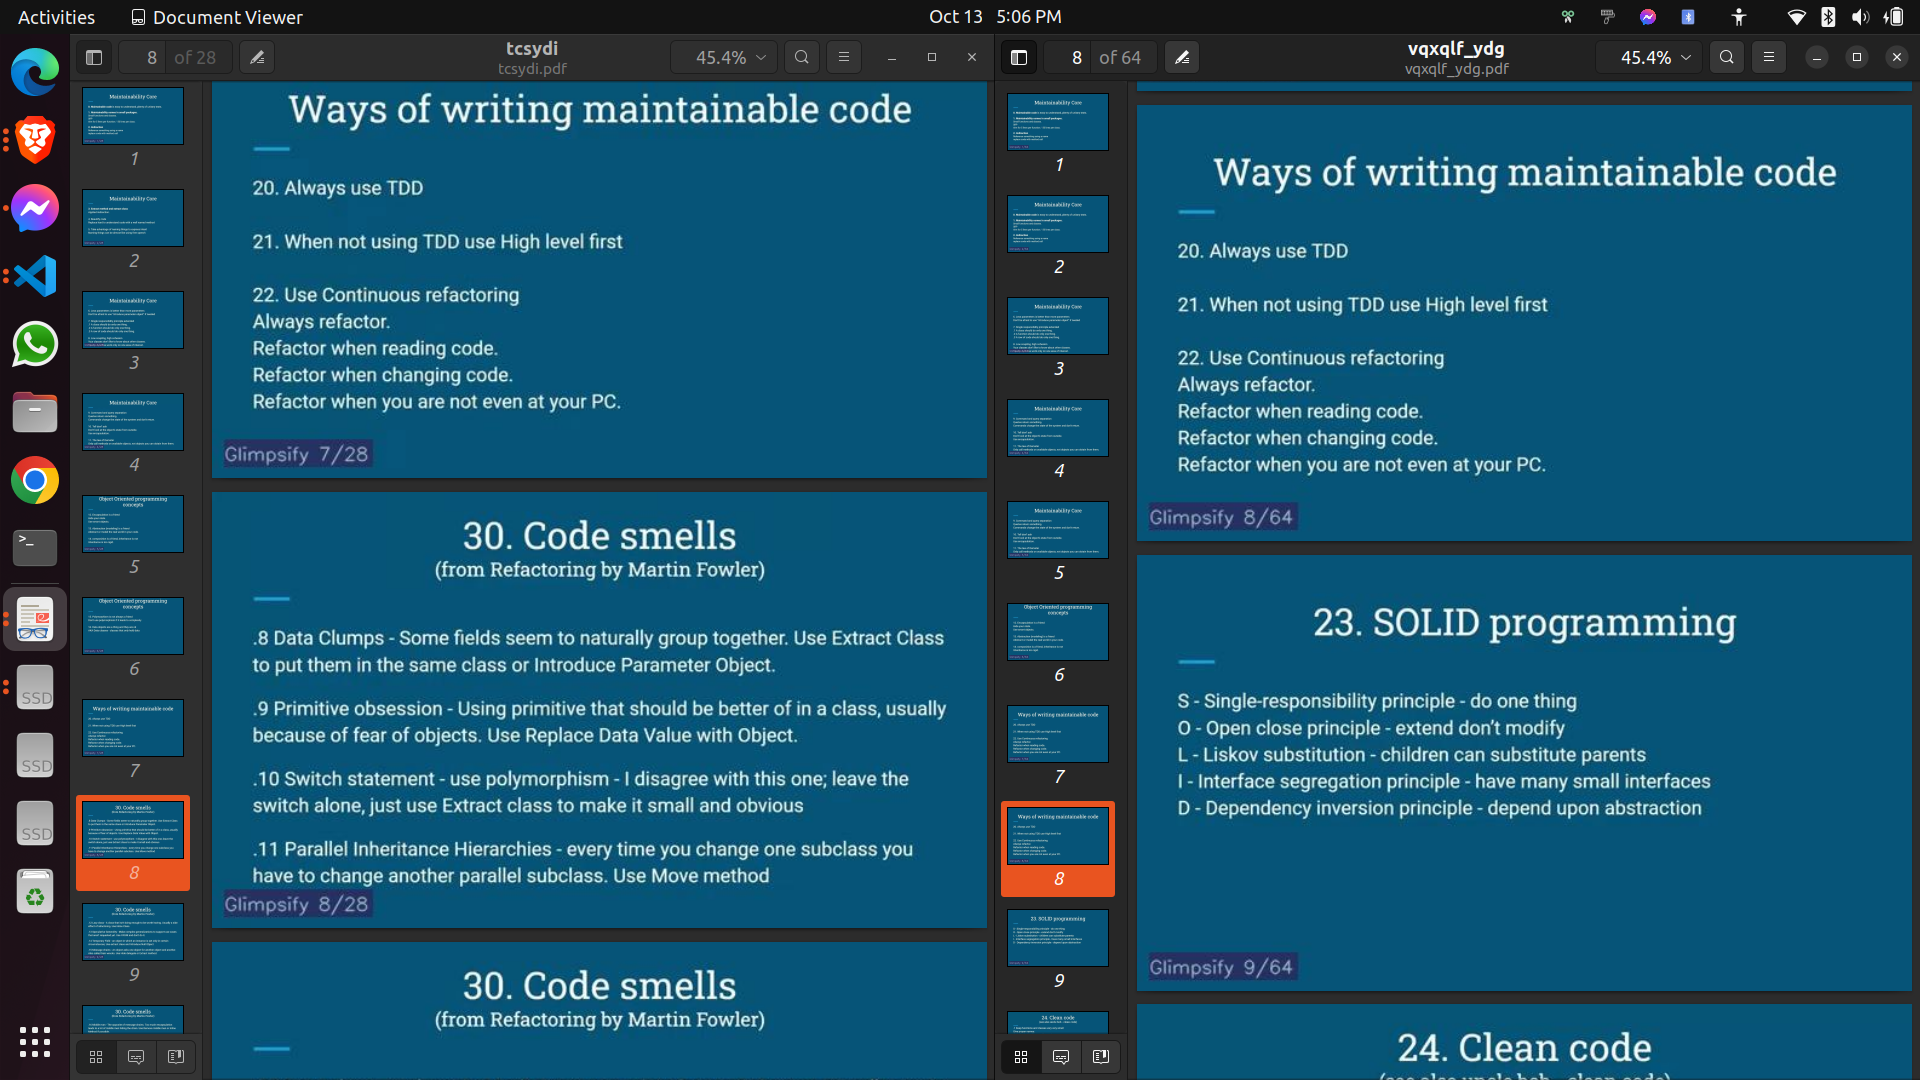 Activities
Document Viewer
Oct 13 5:06 PM
8 of 28
tcsydi
tcsydi.pdf
45.4%
1
2
3
4
5
6
7
8
9
Ways of writing maintainable code
20. Always use TDD
21. When not using TDD use High level first
22. Use Continuous refactoring
Always refactor.
Refactor when reading code.
Refactor when changing code.
Refactor when you are not even at your PC.
Glimpsify 7/28
30. Code smells
(from Refactoring by Martin Fowler)
.8 Data Clumps - Some fields seem to naturally group together. Use Extract Class
to put them in the same class or Introduce Parameter Object.
.9 Primitive obsession - Using primitive that should be better of in a class, usually
because of fear of objects. Use Replace Data Value with Object.
.10 Switch statement - use polymorphism - I disagree with this one; leave the
switch alone, just use Extract class to make it small and obvious
.11 Parallel Inheritance Hierarchies - every time you change one subclass you
have to change another parallel subclass. Use Move method
Glimpsify 8/28
30. Code smells
(from Refactoring by Martin Fowler)
8 of 64
vqxqlf_ydg
vqxqlf_ydg.pdf
45.4%
1
2
3
4
5
6
7
8
9
Ways of writing maintainable code
20. Always use TDD
21. When not using TDD use High level first
22. Use Continuous refactoring
Always refactor.
Refactor when reading code.
Refactor when changing code.
Refactor when you are not even at your PC.
Glimpsify 8/64
23. SOLID programming
S - Single-responsibility principle - do one thing
O - Open close principle - extend don't modify
L - Liskov substitution - children can substitute parents
I - Interface segregation principle - have many small interfaces
D - Dependency inversion principle - depend upon abstraction
Glimpsify 9/64
24. Clean code
SSD
SSD
SSD